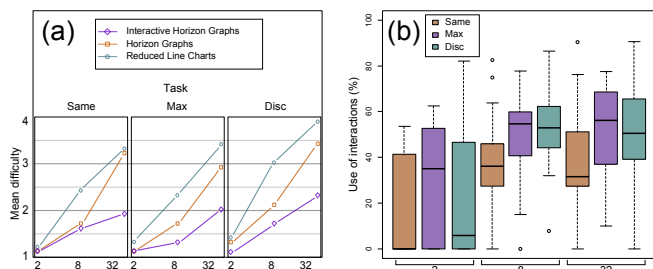 (a)
Interactive Horizon Graphs
Horizon Graphs
Reduced Line Charts
Task
Same Max Disc
Mean difficulty
4
3
2
1
2 8 32 2 8 32 2 8 32
(b)
Same
Max
Disc
Use of interactions (%)
100
80
60
40
20
0
2 8 32